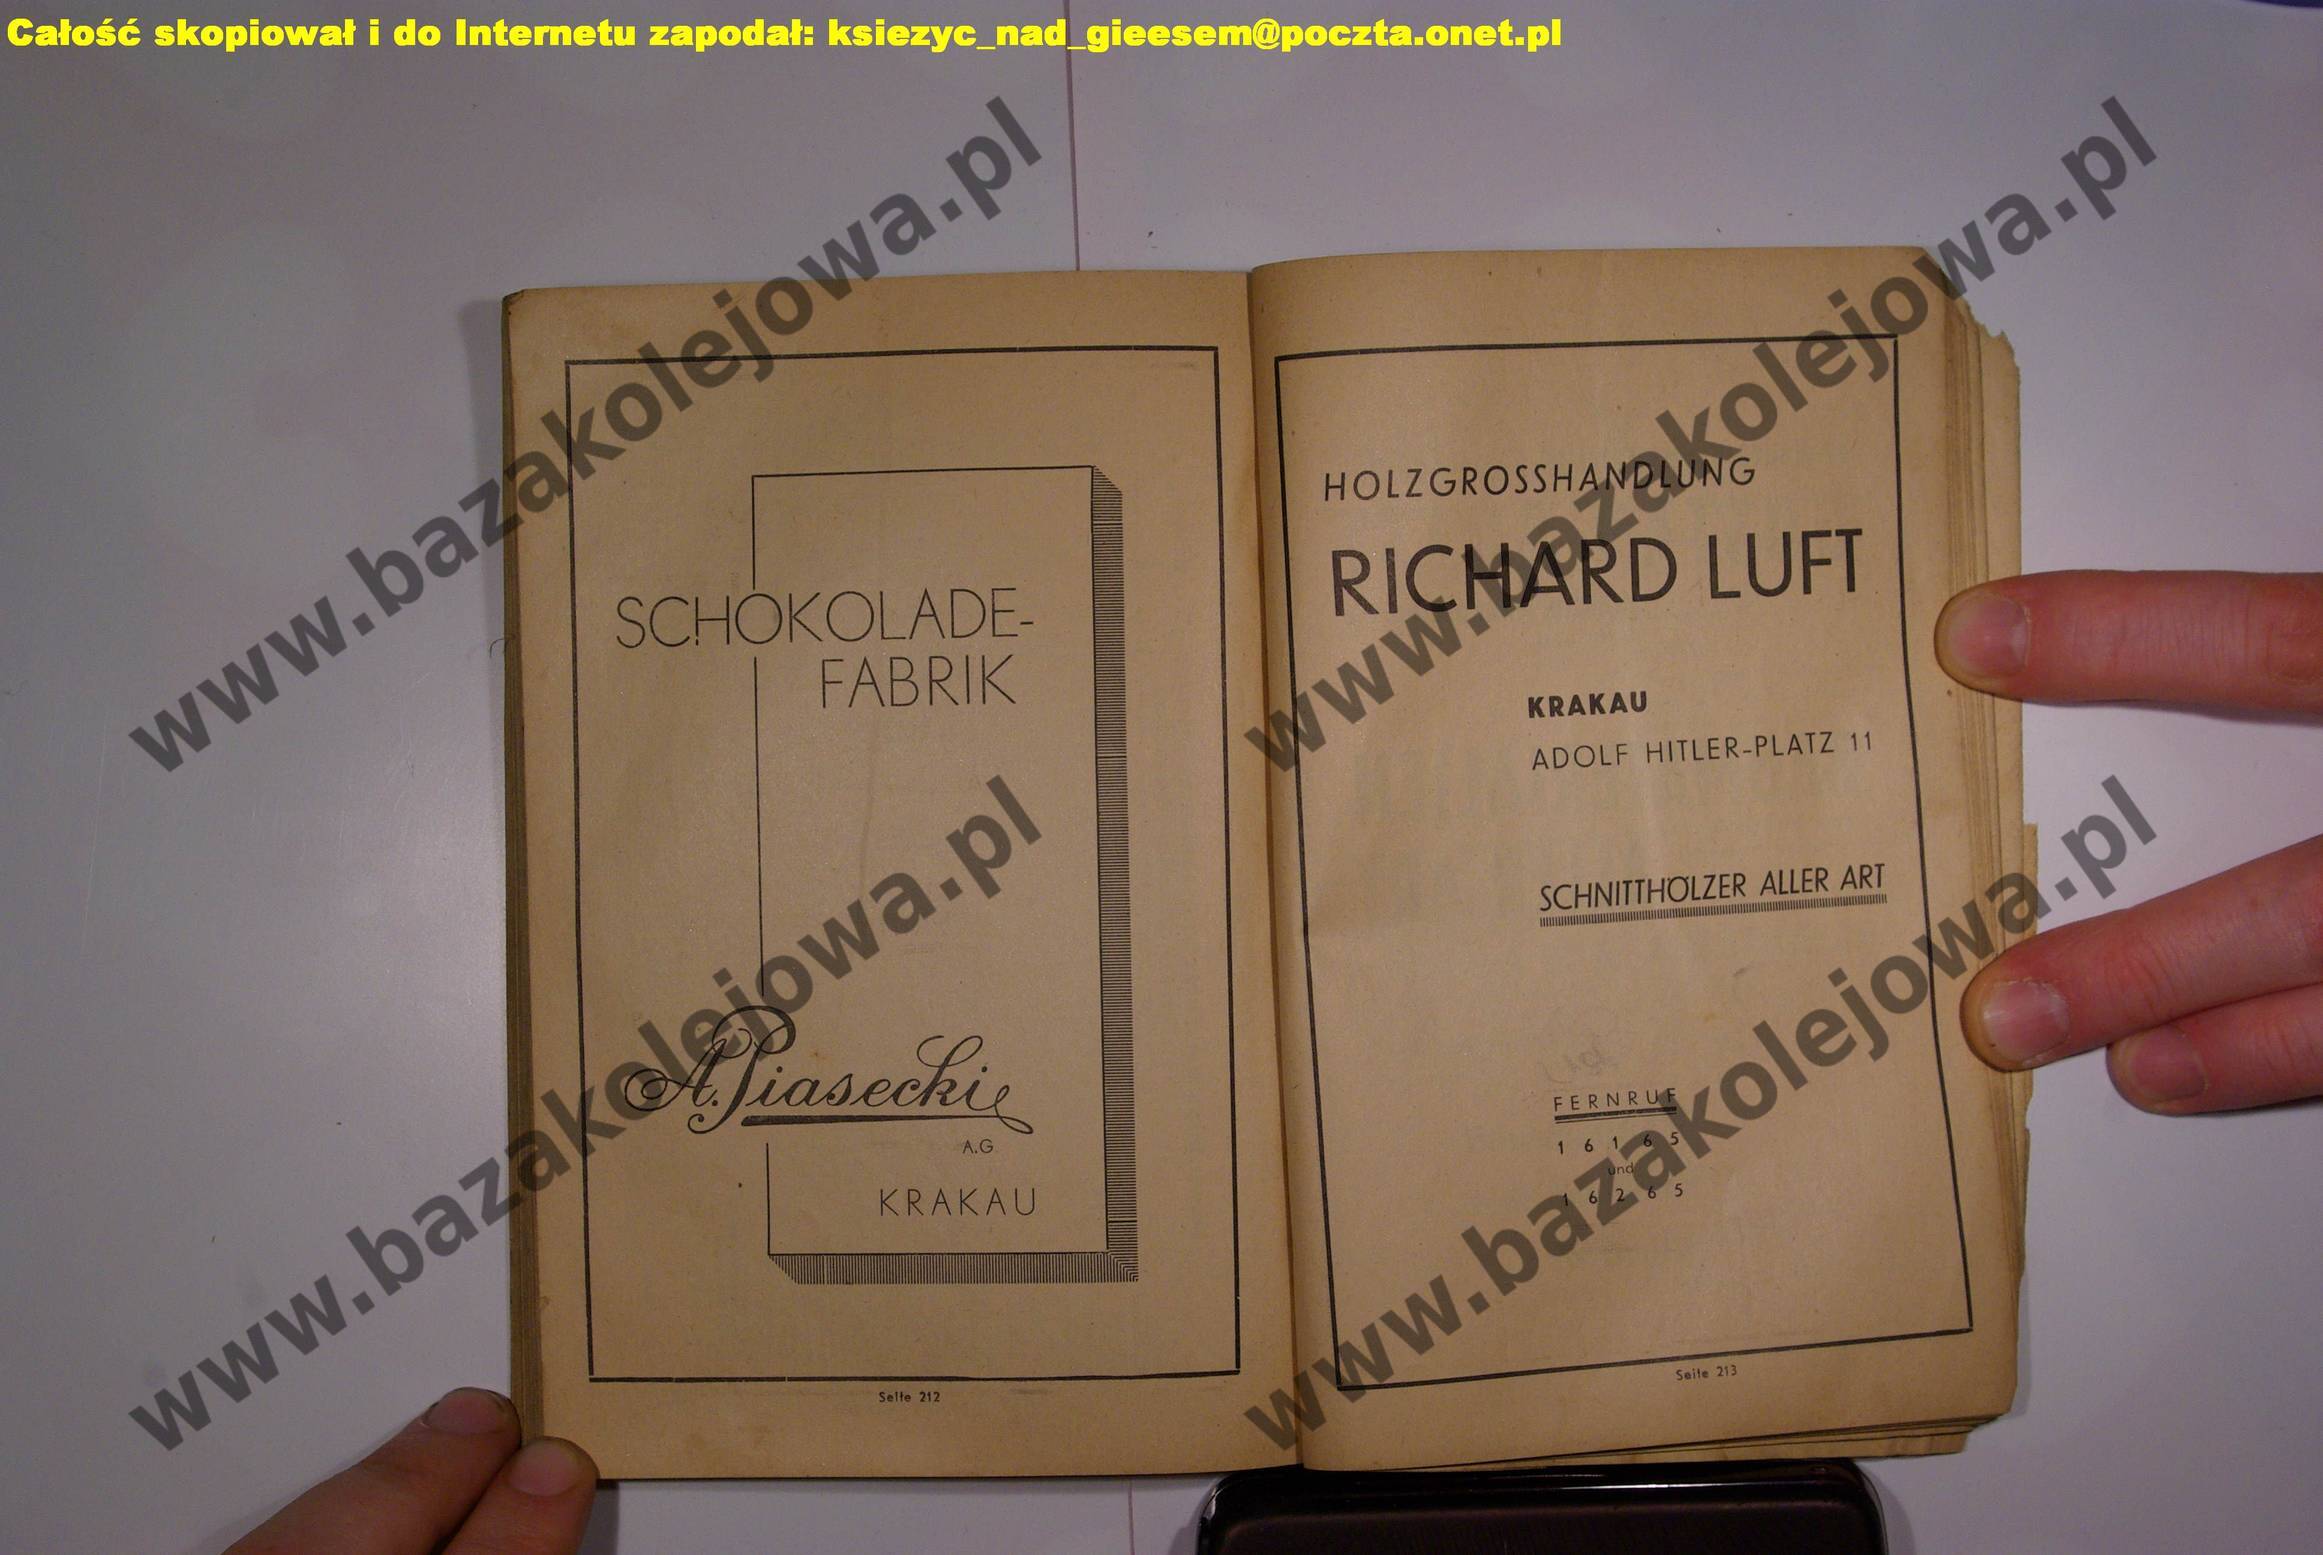 Całość skopiował i do Internetu zapodał: ksiezyc_nad_gieesem@poczta.onet.pl
www.bazakolejowa.pl
www.bazakolejowa.pl
www.bazakolejowa.pl
www.bazakolejowa.pl
SCHOKOLADE-
FABRIK
A. Piasecki
A.G
KRAKAU
Seite 212
HOLZGROSSHANDLUNG
RICHARD LUFT
KRAKAU
ADOLF HITLER-PLATZ 11
SCHNITTHÖLZER ALLER ART
FERNRUF
16165
und
16265
Seite 213